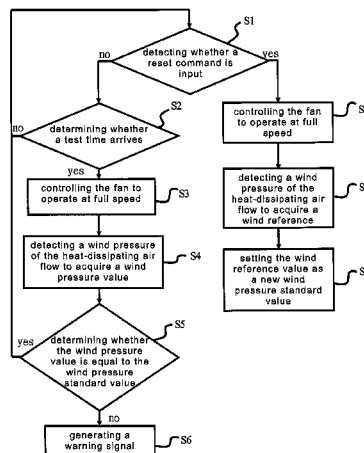 S1
detecting whether a
reset command is
input
no
yes
S2
determining whether
a test time arrives
no
yes
controlling the fan to
operate at full speed
S
controlling the fan to
operate at full speed
S3
detecting a wind
pressure of the
heat-dissipating air
flow to acquire a
wind reference
S
detecting a wind pressure
of the heat-dissipating air
flow to acquire a wind
pressure value
S4
setting the wind
reference value as
a new wind
pressure standard
value
S
yes
S5
determining whether
the wind pressure
value is equal to the
wind pressure
standard value
no
generating a
warning signal
S6